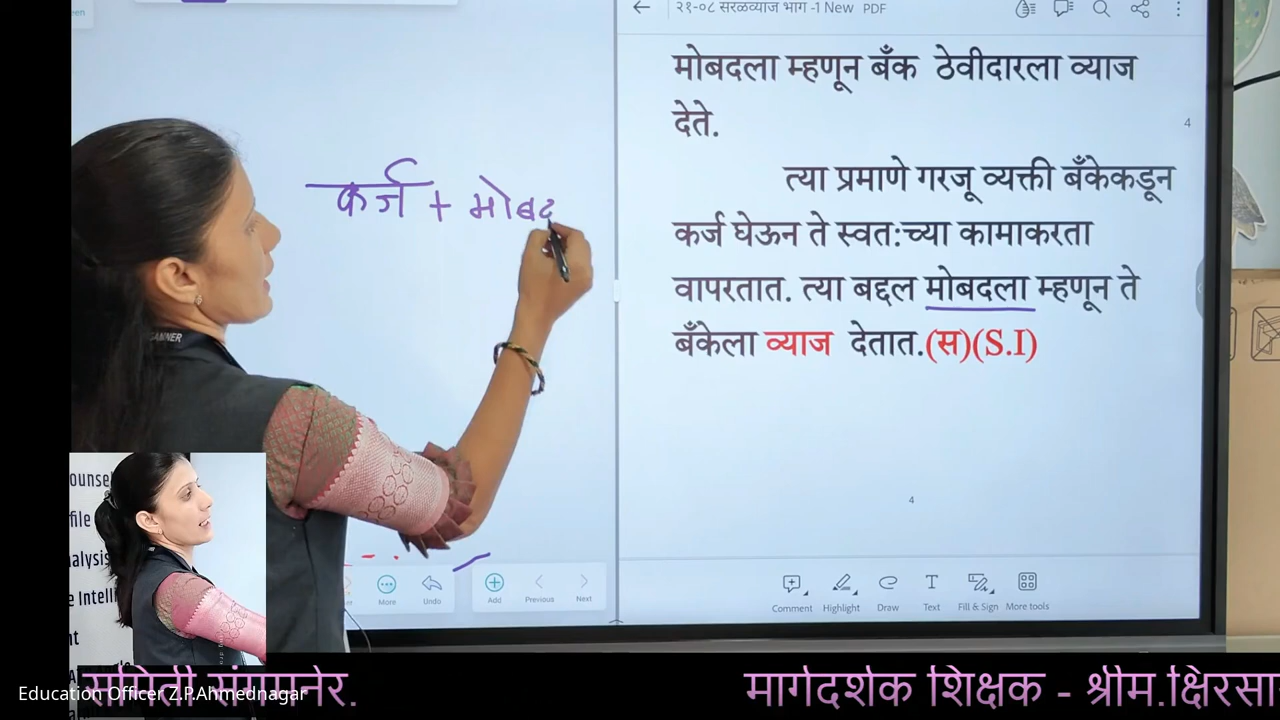 een
२१-०८ सरळव्याज भाग -1 New PDF
मोबदला म्हणून बँक ठेवीदारला व्याज
देते.
4
त्या प्रमाणे गरजू व्यक्ती बँकेकडून
कर्ज घेऊन ते स्वत:च्या कामाकरता
वापरतात. त्या बद्दल मोबदला म्हणून ते
बँकेला व्याज देतात.(स)(S.I)
4
कर्ज + मोबद
More
Undo
Add
Previous
Next
Comment
Highlight
Draw
Text
Fill & Sign
More tools
समिती संगमनेर.
मार्गदर्शक शिक्षक - श्रीम.क्षिरसा
Education Officer Z.P.Ahmednagar